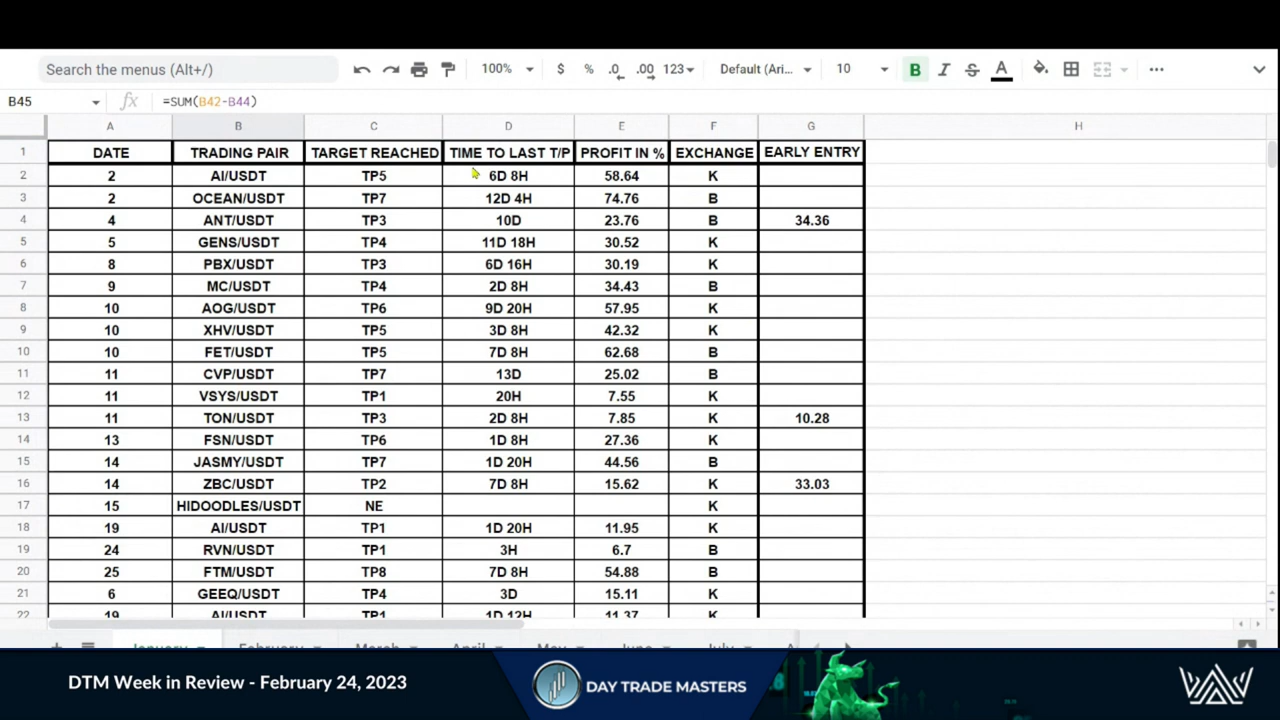 Search the menus (Alt+/) 100% $ % .0 .00 123 Default (Ari... 10 B I S A
B45 fx =SUM(B42-B44)
A B C D E F G H
1 DATE TRADING PAIR TARGET REACHED TIME TO LAST T/P PROFIT IN % EXCHANGE EARLY ENTRY
2 2 AI/USDT TP5 6D 8H 58.64 K
3 2 OCEAN/USDT TP7 12D 4H 74.76 B
4 4 ANT/USDT TP3 10D 23.76 B 34.36
5 5 GENS/USDT TP4 11D 18H 30.52 K
6 8 PBX/USDT TP3 6D 16H 30.19 K
7 9 MC/USDT TP4 2D 8H 34.43 B
8 10 AOG/USDT TP6 9D 20H 57.95 K
9 10 XHV/USDT TP5 3D 8H 42.32 K
10 10 FET/USDT TP5 7D 8H 62.68 B
11 11 CVP/USDT TP7 13D 25.02 B
12 11 VSYS/USDT TP1 20H 7.55 K
13 11 TON/USDT TP3 2D 8H 7.85 K 10.28
14 13 FSN/USDT TP6 1D 8H 27.36 K
15 14 JASMY/USDT TP7 1D 20H 44.56 B
16 14 ZBC/USDT TP2 7D 8H 15.62 K 33.03
17 15 HIDOODLES/USDT NE K
18 19 AI/USDT TP1 1D 20H 11.95 K
19 24 RVN/USDT TP1 3H 6.7 B
20 25 FTM/USDT TP8 7D 8H 54.88 B
21 6 GEEQ/USDT TP4 3D 15.11 K
22 19 AI/USDT TP1 1D 12H 11.37 K
January February March April May June July
DTM Week in Review - February 24, 2023 DAY TRADE MASTERS